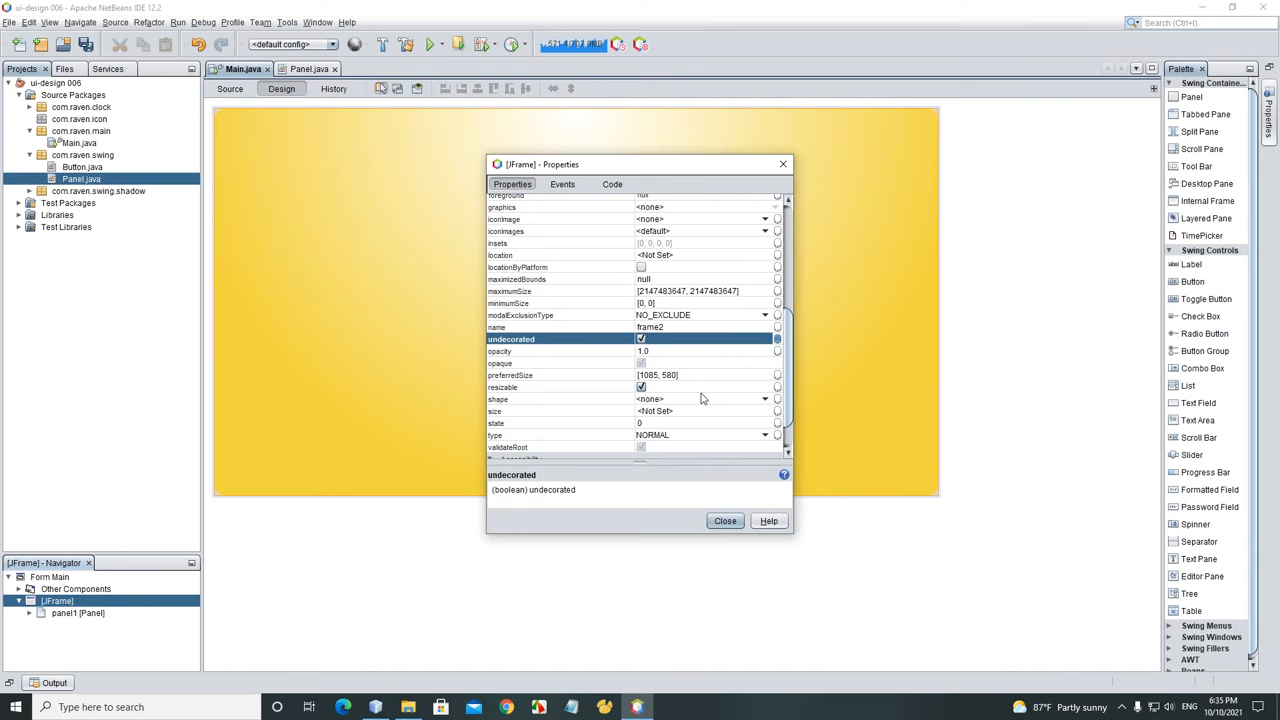 ui-design 006 - Apache NetBeans IDE 12.2
File Edit View Navigate Source Refactor Run Debug Profile Team Tools Window Help
Search (Ctrl+I)
<default config>
Projects Files Services
Main.java Panel.java
Palette
ui-design 006
Source Packages
com.raven.clock
com.raven.icon
com.raven.main
Main.java
com.raven.swing
Button.java
Panel.java
com.raven.swing.shadow
Test Packages
Libraries
Test Libraries
Source Design History
[JFrame] - Properties
Properties Events Code
foreground null
graphics <none>
iconImage <none>
iconImages <default>
insets [0, 0, 0, 0]
location <Not Set>
locationByPlatform
maximizedBounds null
maximumSize [2147483647, 2147483647]
minimumSize [0, 0]
modalExclusionType NO_EXCLUDE
name frame2
undecorated
opacity 1.0
opaque
preferredSize [1085, 580]
resizable
shape <none>
size <Not Set>
state 0
type NORMAL
validateRoot
undecorated
(boolean) undecorated
Close Help
Swing Containe...
Panel
Tabbed Pane
Split Pane
Scroll Pane
Tool Bar
Desktop Pane
Internal Frame
Layered Pane
TimePicker
Swing Controls
Label
Button
Toggle Button
Check Box
Radio Button
Button Group
Combo Box
List
Text Field
Text Area
Scroll Bar
Slider
Progress Bar
Formatted Field
Password Field
Spinner
Separator
Text Pane
Editor Pane
Tree
Table
Swing Menus
Swing Windows
Swing Fillers
AWT
Properties
[JFrame] - Navigator
Form Main
Other Components
[JFrame]
panel1 [Panel]
Output
Type here to search
87°F Partly sunny
6:35 PM
10/10/2021